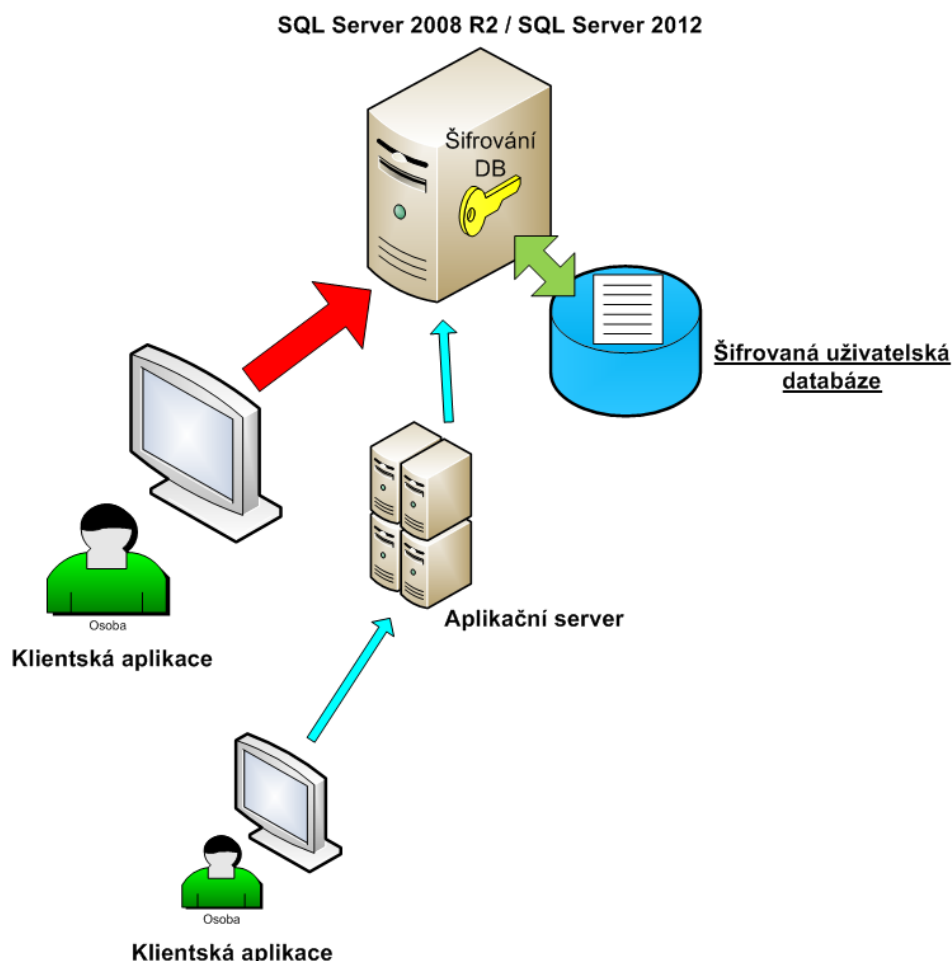 SQL Server 2008 R2 / SQL Server 2012
Šifrování
DB
Šifrovaná uživatelská
databáze
Osoba
Klientská aplikace
Aplikační server
Osoba
Klientská aplikace